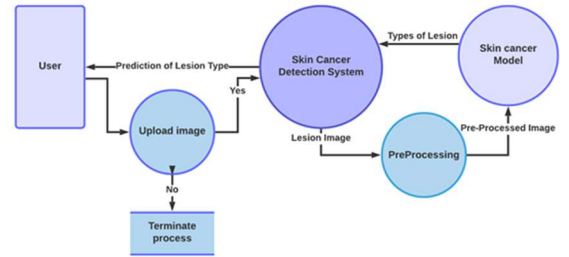 User
Prediction of Lesion Type
Skin Cancer
Detection System
Types of Lesion
Skin cancer
Model
Yes
Upload image
Lesion Image
PreProcessing
Pre-Processed Image
No
Terminate
process